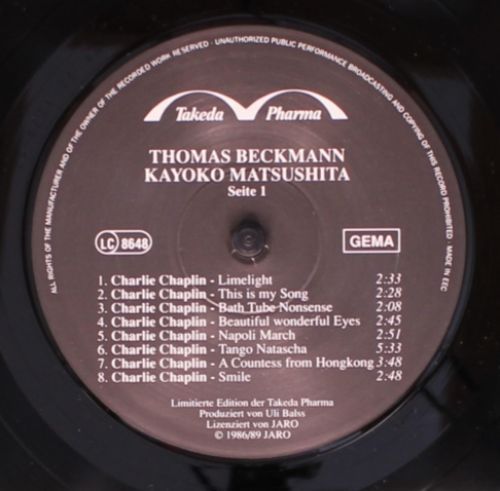 ALL RIGHTS OF THE MANUFACTURER AND OF THE OWNER OF THE RECORDED WORK RESERVED · UNAUTHORIZED PUBLIC PERFORMANCE BROADCASTING AND COPYING OF THIS RECORD PROHIBITED · MADE IN EEC
Takeda Pharma
THOMAS BECKMANN
KAYOKO MATSUSHITA
Seite 1
LC 8648
GEMA
1. Charlie Chaplin - Limelight 2:33
2. Charlie Chaplin - This is my Song 2:28
3. Charlie Chaplin - Bath Tube Nonsense 2:08
4. Charlie Chaplin - Beautiful wonderful Eyes 2:45
5. Charlie Chaplin - Napoli March 2:51
6. Charlie Chaplin - Tango Natascha 5:33
7. Charlie Chaplin - A Countess from Hongkong 3:48
8. Charlie Chaplin - Smile 2:48
Limitierte Edition der Takeda Pharma
Produziert von Uli Balss
Lizenziert von JARO
© 1986/89 JARO